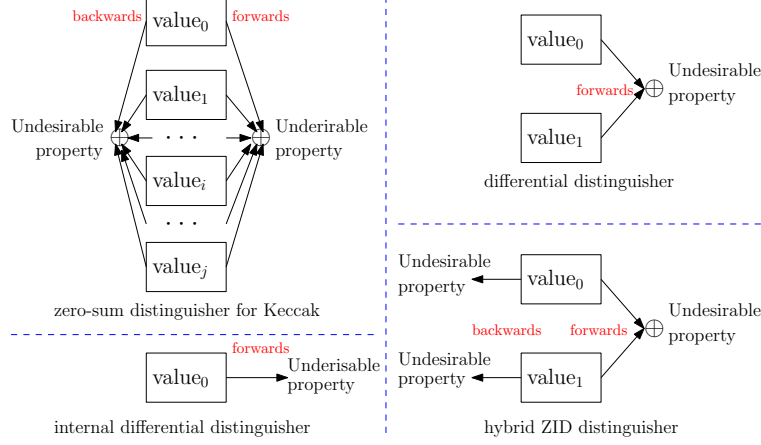 backwards
value0
forwards
value1
Undesirable
property
· · ·
Underirable
property
valuei
· · ·
valuej
zero-sum distinguisher for Keccak
forwards
value0
Underisable
property
internal differential distinguisher
value0
Undesirable
property
forwards
value1
differential distinguisher
Undesirable
property
value0
Undesirable
property
backwards
forwards
Undesirable
property
value1
hybrid ZID distinguisher